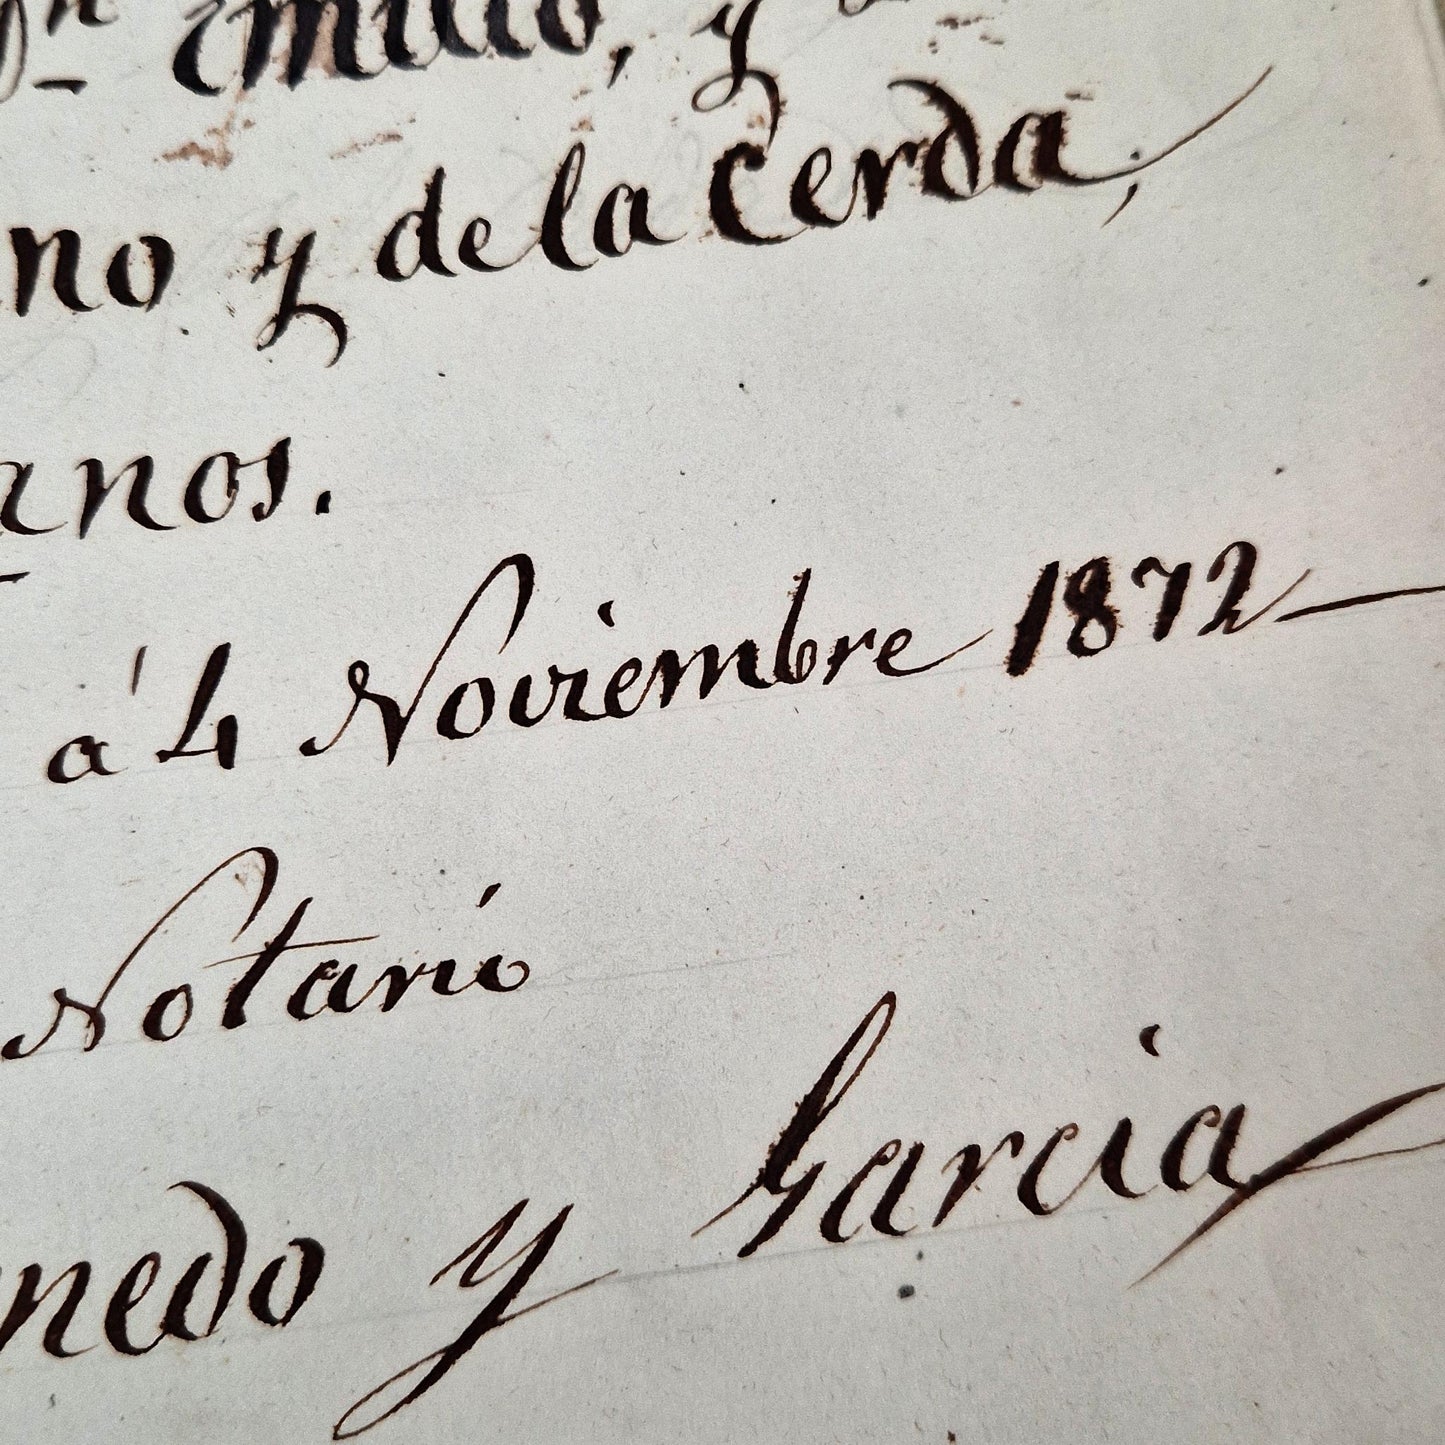 Emilio, y
no y de la Cerda,
anos.
á 4 Noviembre 1872
Notario
nedo y Garcia